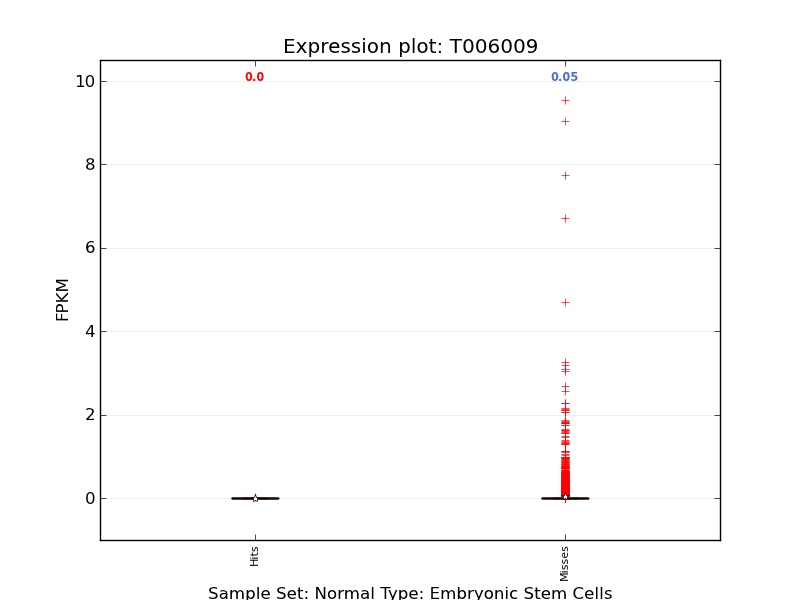 Expression plot: T006009
10
0.0
0.05
8
6
4
2
0
FPKM
Hits
Misses
Sample Set: Normal Type: Embryonic Stem Cells